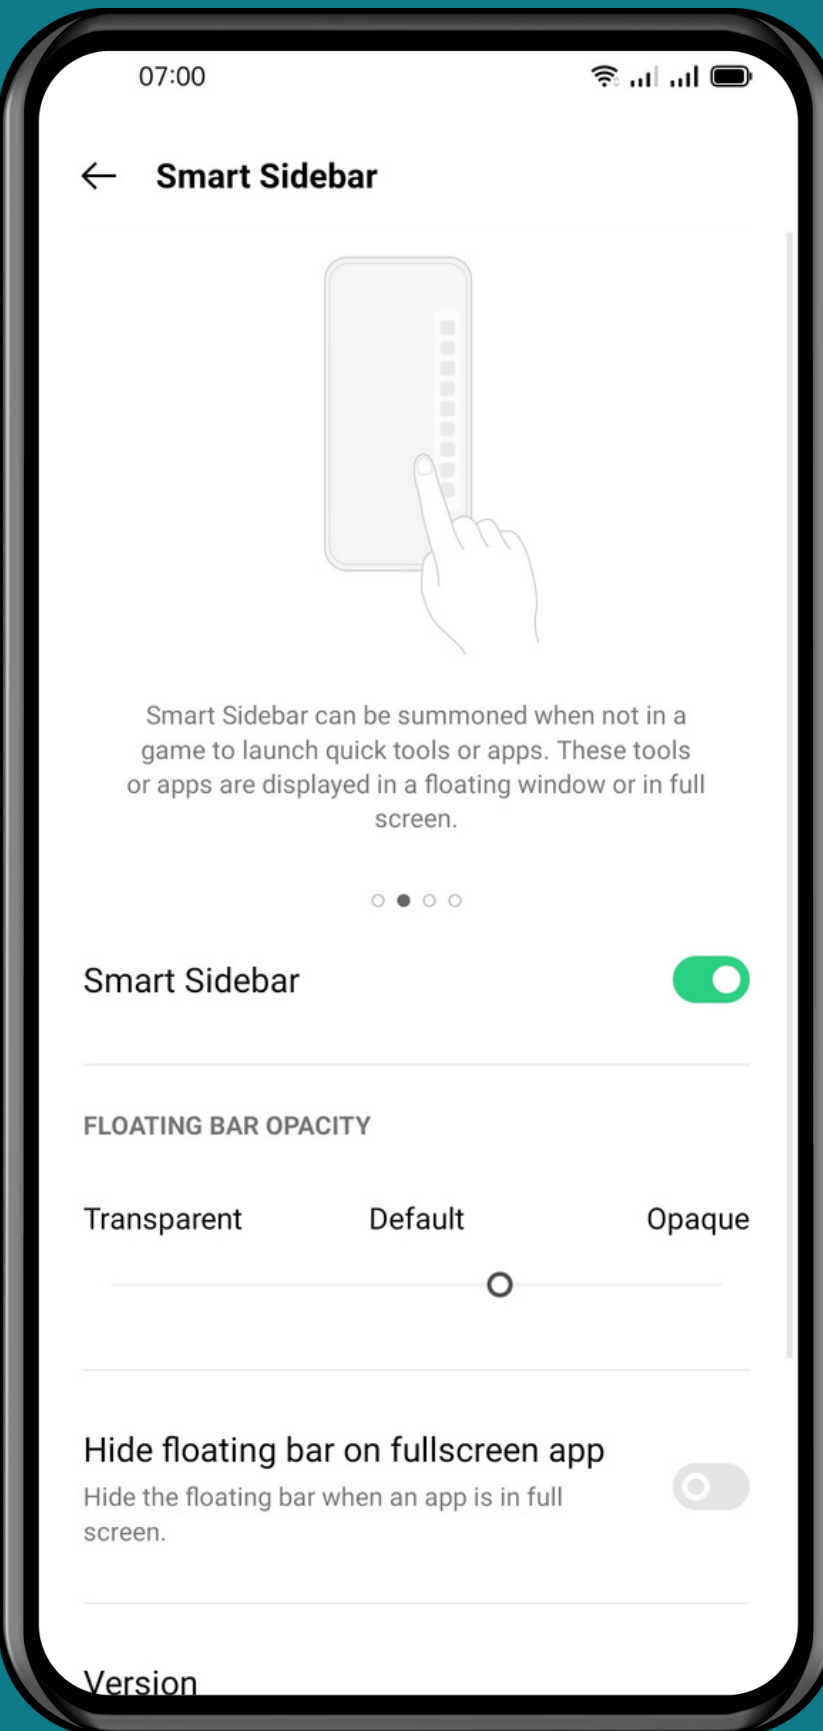 07:00
Smart Sidebar
Smart Sidebar can be summoned when not in a
game to launch quick tools or apps. These tools
or apps are displayed in a floating window or in full
screen.
Smart Sidebar
FLOATING BAR OPACITY
Transparent Default Opaque
Hide floating bar on fullscreen app
Hide the floating bar when an app is in full
screen.
Version